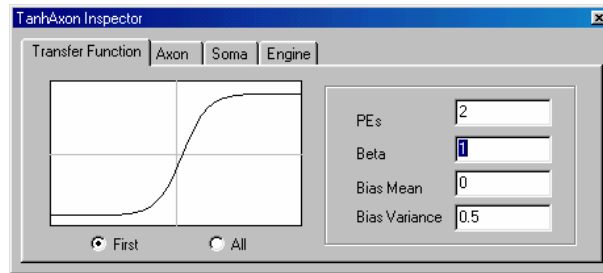 TanhAxon Inspector
Transfer Function Axon Soma Engine
PEs 2
Beta 1
Bias Mean 0
Bias Variance 0.5
First All